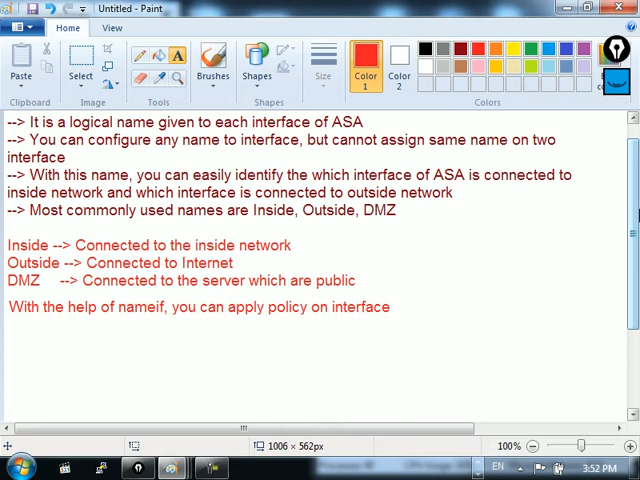 Untitled - Paint
Home
View
Paste
Select
Brushes
Shapes
Size
Color 1
Color 2
Clipboard
Image
Tools
Shapes
Colors
--> It is a logical name given to each interface of ASA
--> You can configure any name to interface, but cannot assign same name on two
interface
--> With this name, you can easily identify the which interface of ASA is connected to
inside network and which interface is connected to outside network
--> Most commonly used names are Inside, Outside, DMZ
Inside --> Connected to the inside network
Outside --> Connected to Internet
DMZ --> Connected to the server which are public
With the help of nameif, you can apply policy on interface
1006 × 562px
100%
EN
3:52 PM